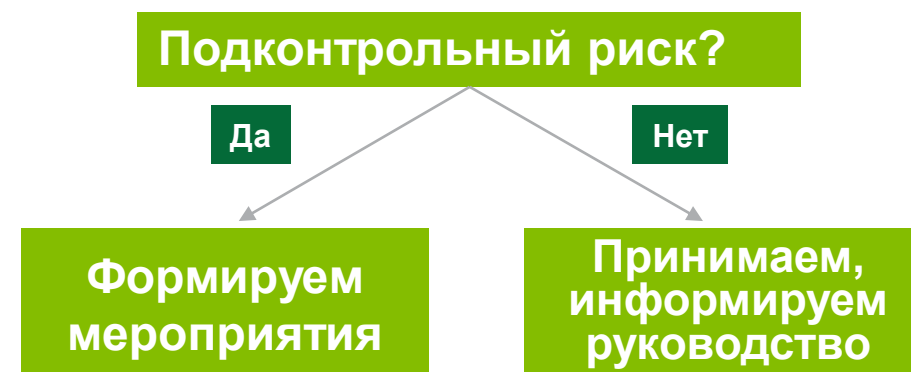 Подконтрольный риск?
Да
Нет
Формируем
мероприятия
Принимаем,
информируем
руководство